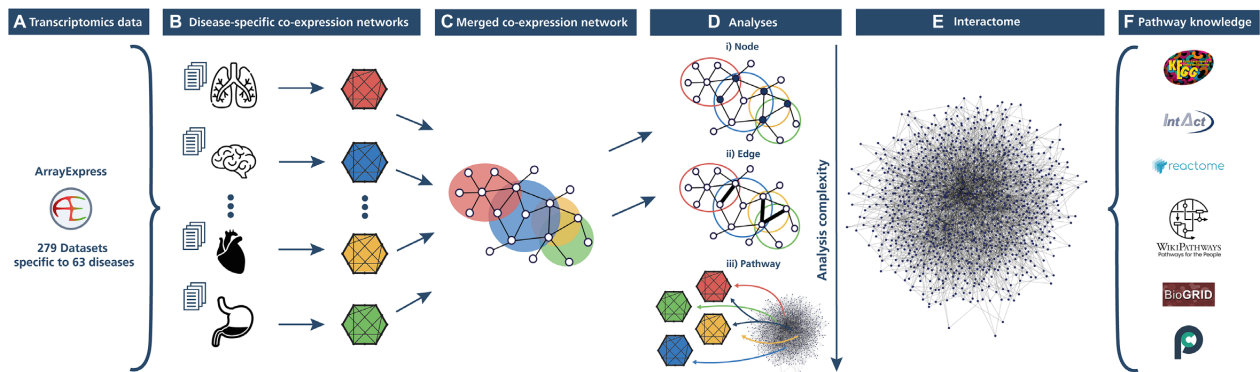 A Transcriptomics data
B Disease-specific co-expression networks
C Merged co-expression network
D Analyses
E Interactome
F Pathway knowledge
ArrayExpress
AE
279 Datasets
specific to 63 diseases
i) Node
ii) Edge
iii) Pathway
Analysis complexity
KEGG
IntAct
reactome
WIKIPATHWAYS
Pathways for the People
BioGRID